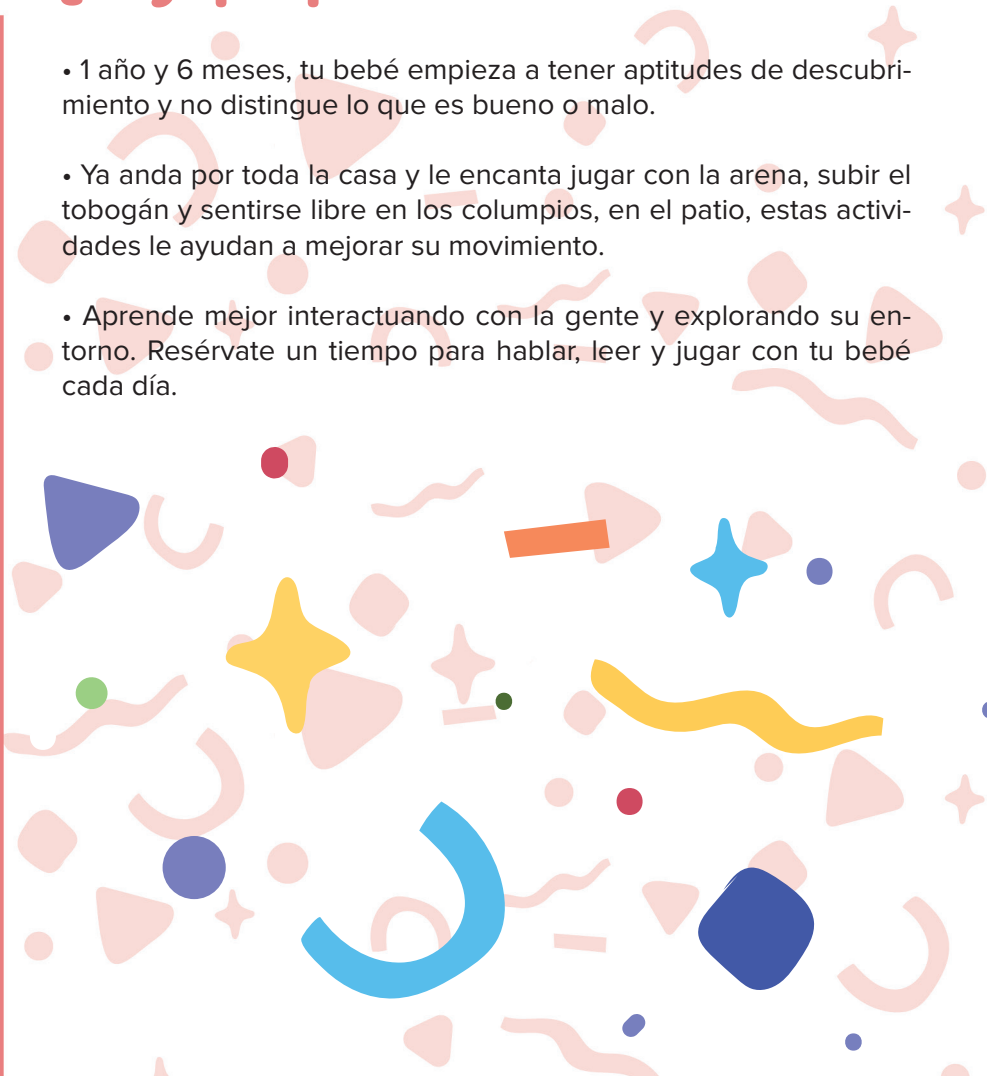 • 1 año y 6 meses, tu bebé empieza a tener aptitudes de descubri-
miento y no distingue lo que es bueno o malo.
• Ya anda por toda la casa y le encanta jugar con la arena, subir el
tobogán y sentirse libre en los columpios, en el patio, estas activi-
dades le ayudan a mejorar su movimiento.
• Aprende mejor interactuando con la gente y explorando su en-
torno. Resérvate un tiempo para hablar, leer y jugar con tu bebé
cada día.